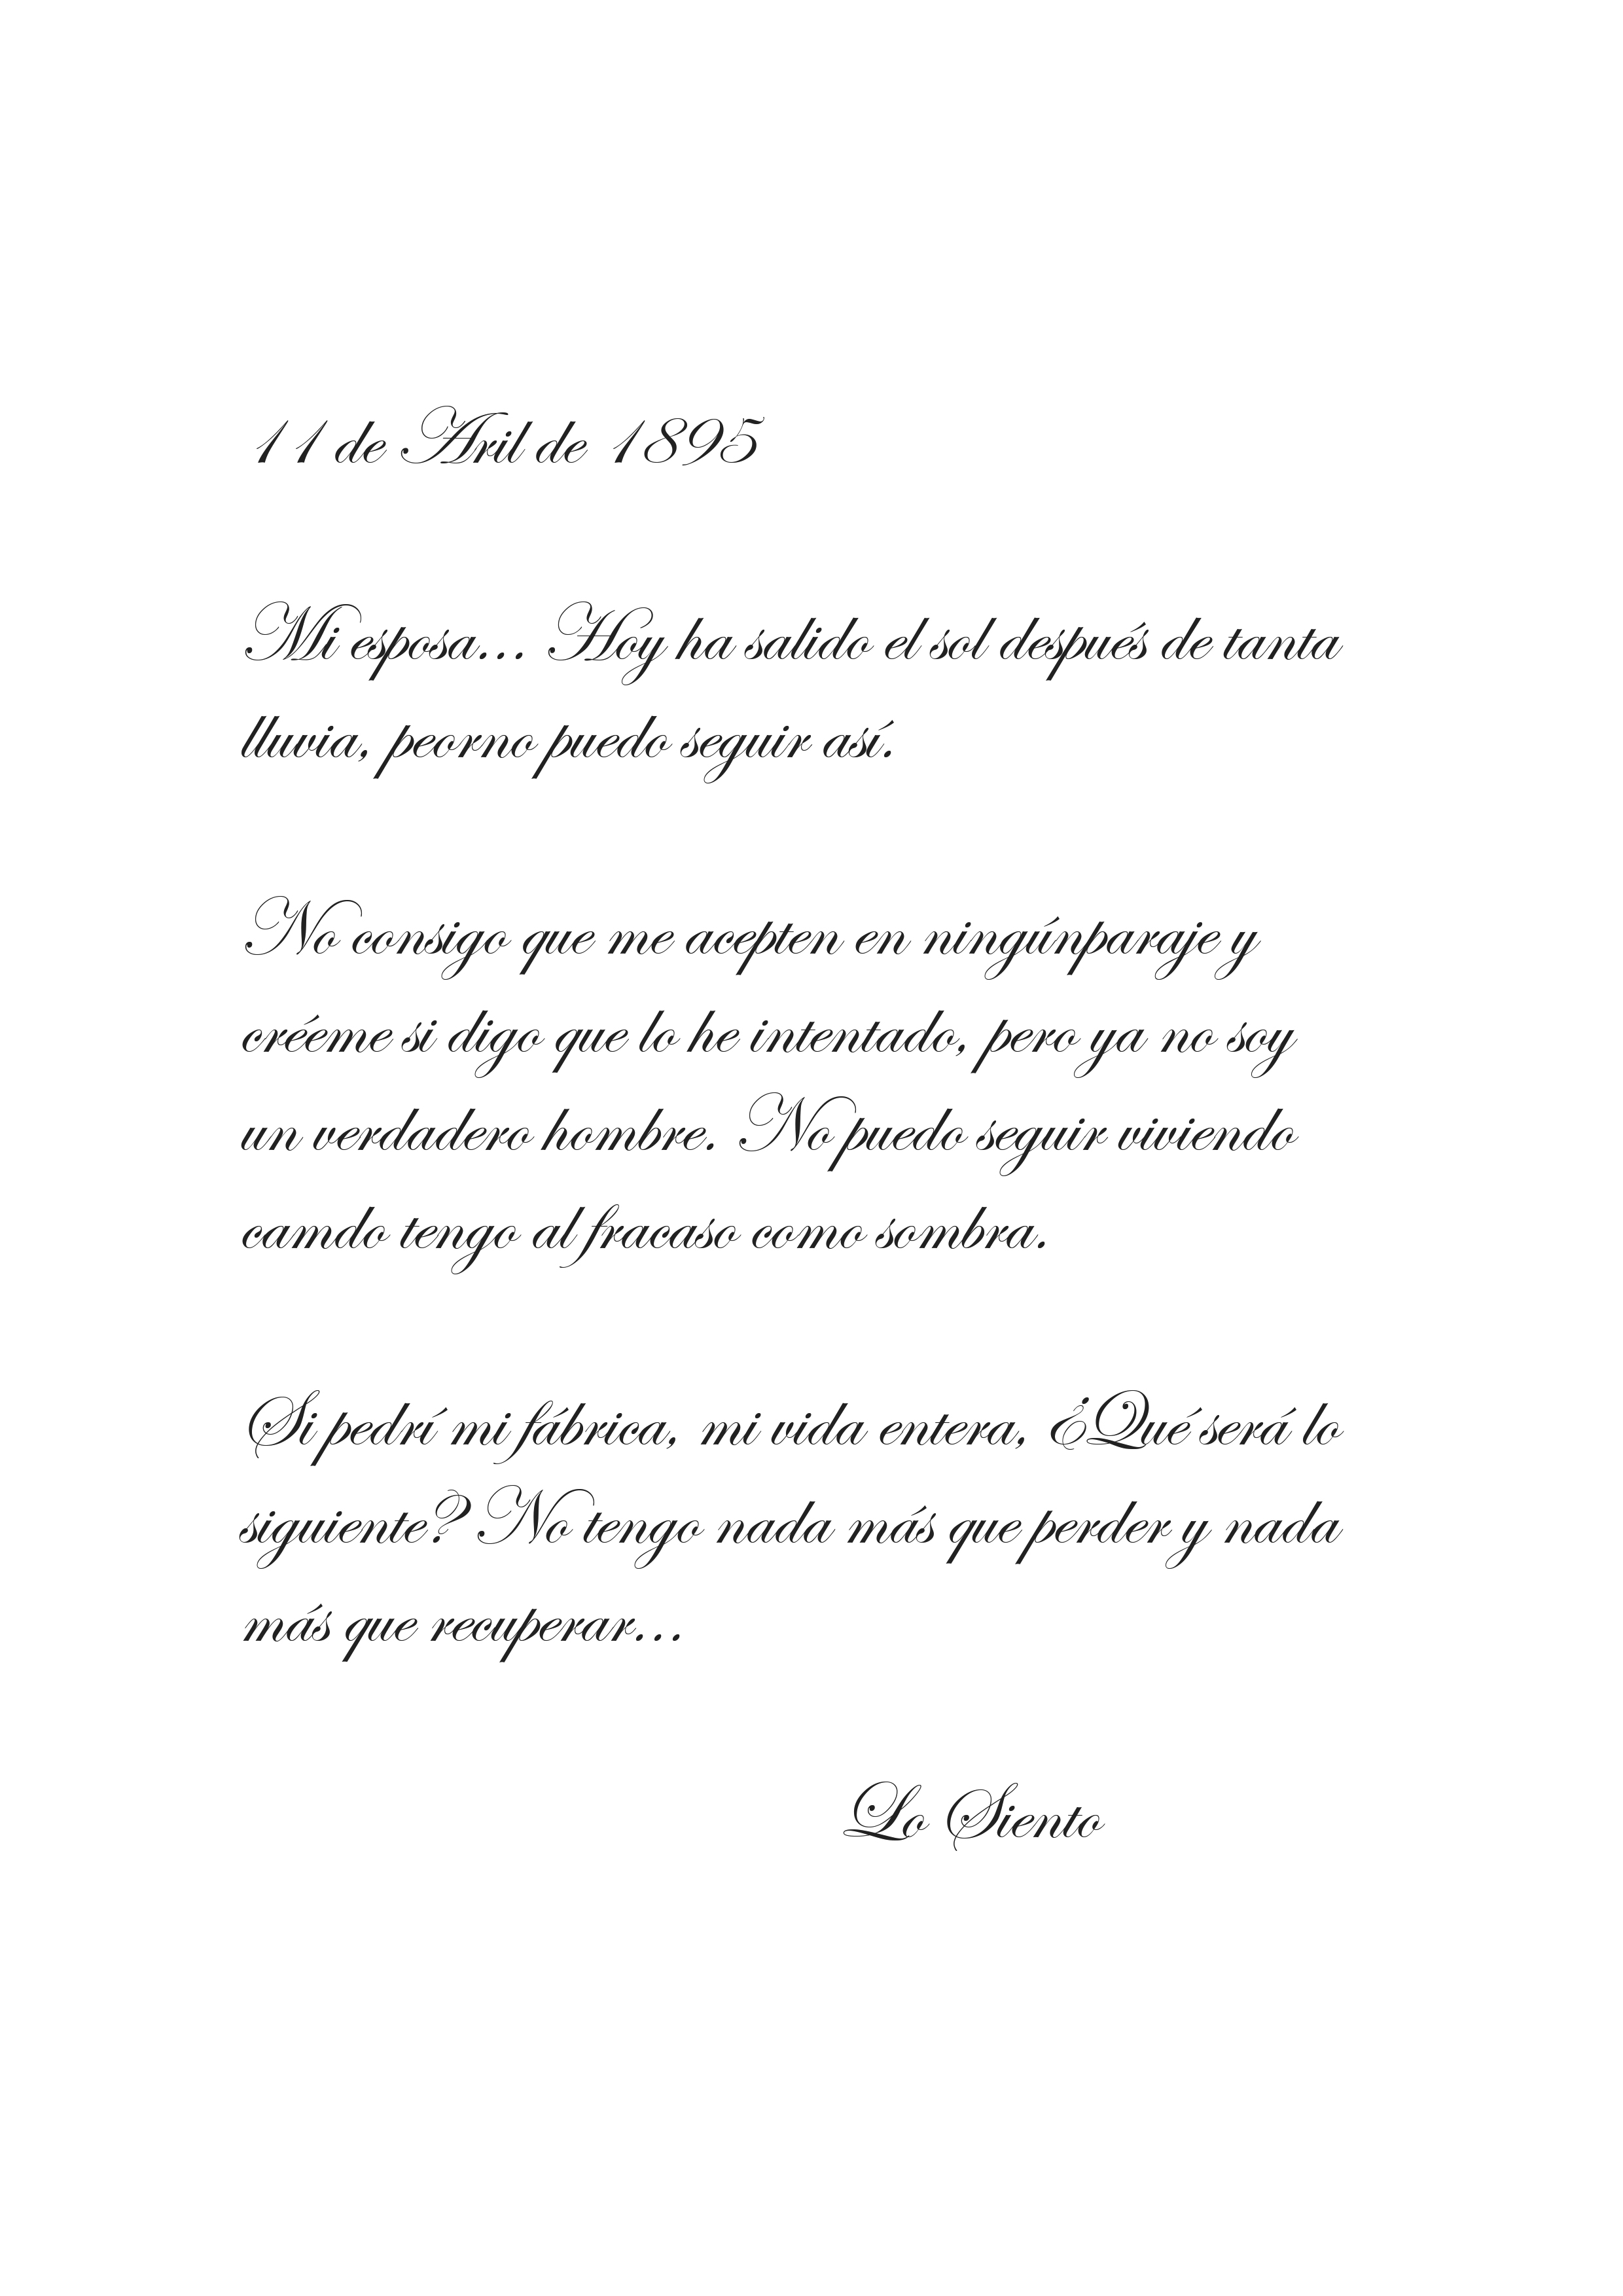 11 de Aril de 1895
Mi esposa... Hoy ha salido el sol después de tanta
lluvia, peorno puedo seguir así.
No consigo que me acepten en ningúnparaje y
créeme si digo que lo he intentado, pero ya no soy
un verdadero hombre. No puedo seguir viviendo
camdo tengo al fracaso como sombra.
Si pedrí mi fábrica, mi vida entera, ¿Qué será lo
siguiente? No tengo nada más que perder y nada
más que recuperar...
Lo Siento